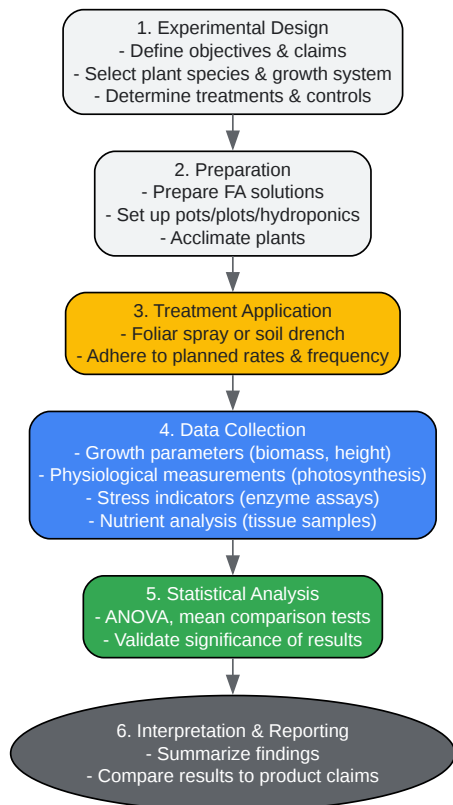 1. Experimental Design
- Define objectives & claims
- Select plant species & growth system
- Determine treatments & controls
2. Preparation
- Prepare FA solutions
- Set up pots/plots/hydroponics
- Acclimate plants
3. Treatment Application
- Foliar spray or soil drench
- Adhere to planned rates & frequency
4. Data Collection
- Growth parameters (biomass, height)
- Physiological measurements (photosynthesis)
- Stress indicators (enzyme assays)
- Nutrient analysis (tissue samples)
5. Statistical Analysis
- ANOVA, mean comparison tests
- Validate significance of results
6. Interpretation & Reporting
- Summarize findings
- Compare results to product claims